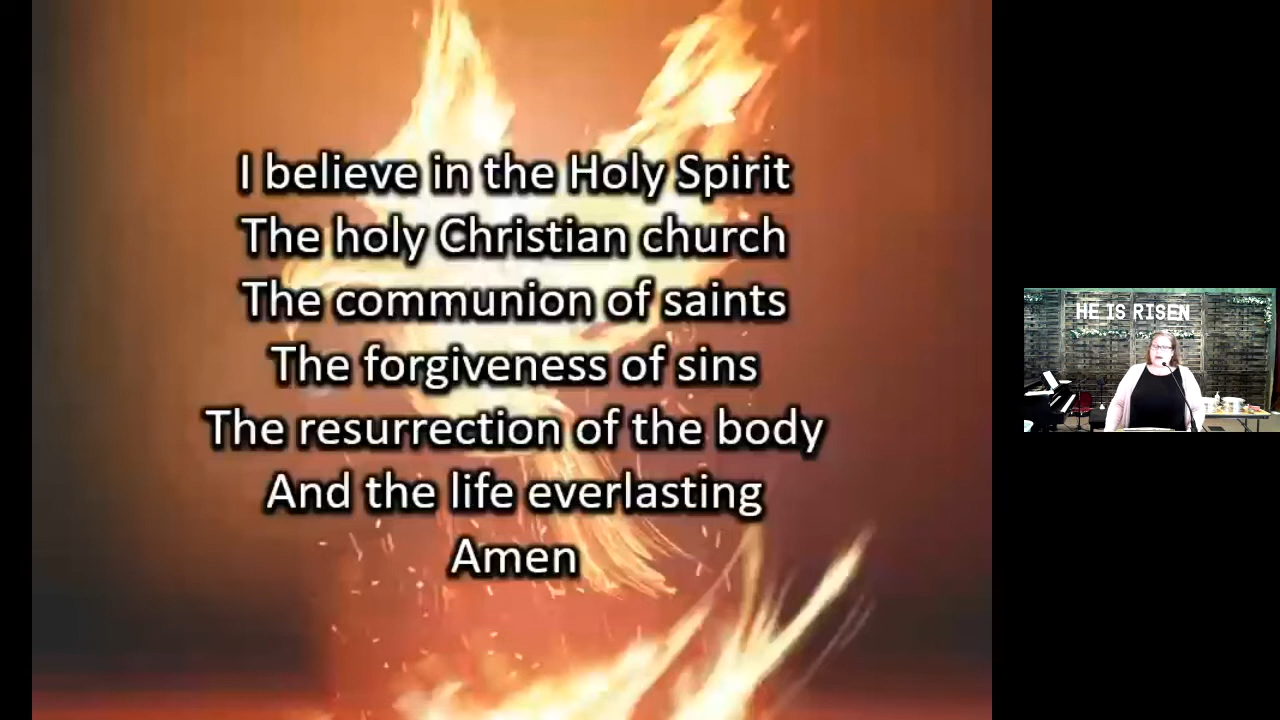 I believe in the Holy Spirit
The holy Christian church
The communion of saints
The forgiveness of sins
The resurrection of the body
And the life everlasting
Amen
HE IS RISEN